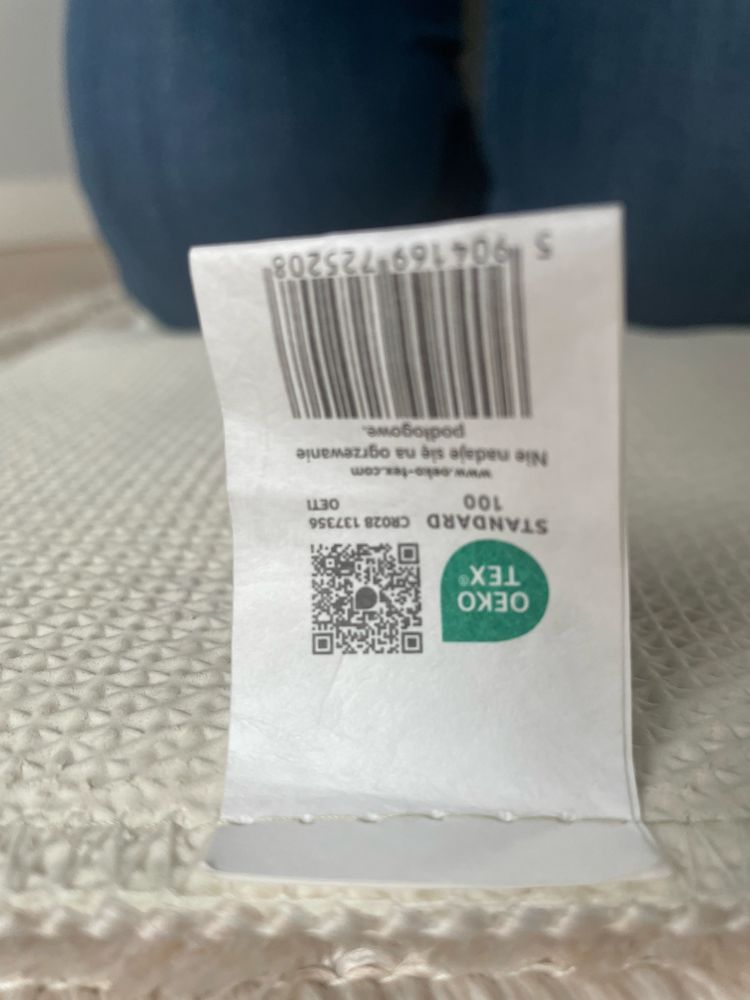 OEKO
TEX®
STANDARD
100
CR028 137356
OETI
www.oeko-tex.com
Nie nadaje się na ogrzewanie
podłogowe.
5 904169 725208